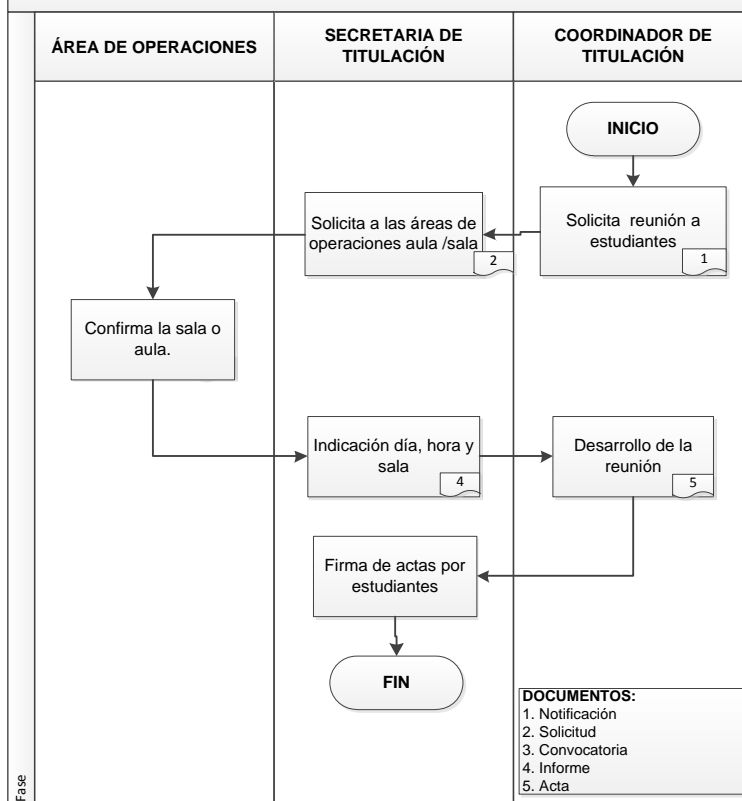 ÁREA DE OPERACIONES
SECRETARIA DE
TITULACIÓN
COORDINADOR DE
TITULACIÓN
INICIO
Solicita reunión a
estudiantes
1
Solicita a las áreas de
operaciones aula /sala
2
Confirma la sala o
aula.
Indicación día, hora y
sala
4
Desarrollo de la
reunión
5
Firma de actas por
estudiantes
FIN
DOCUMENTOS:
1. Notificación
2. Solicitud
3. Convocatoria
4. Informe
5. Acta
Fase